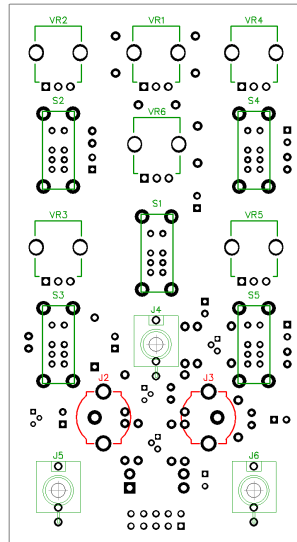 VR2 VR1 VR4
S2 S4
VR6
S1
VR3 VR5
S3 S5
J4
J2 J3
J5 J6